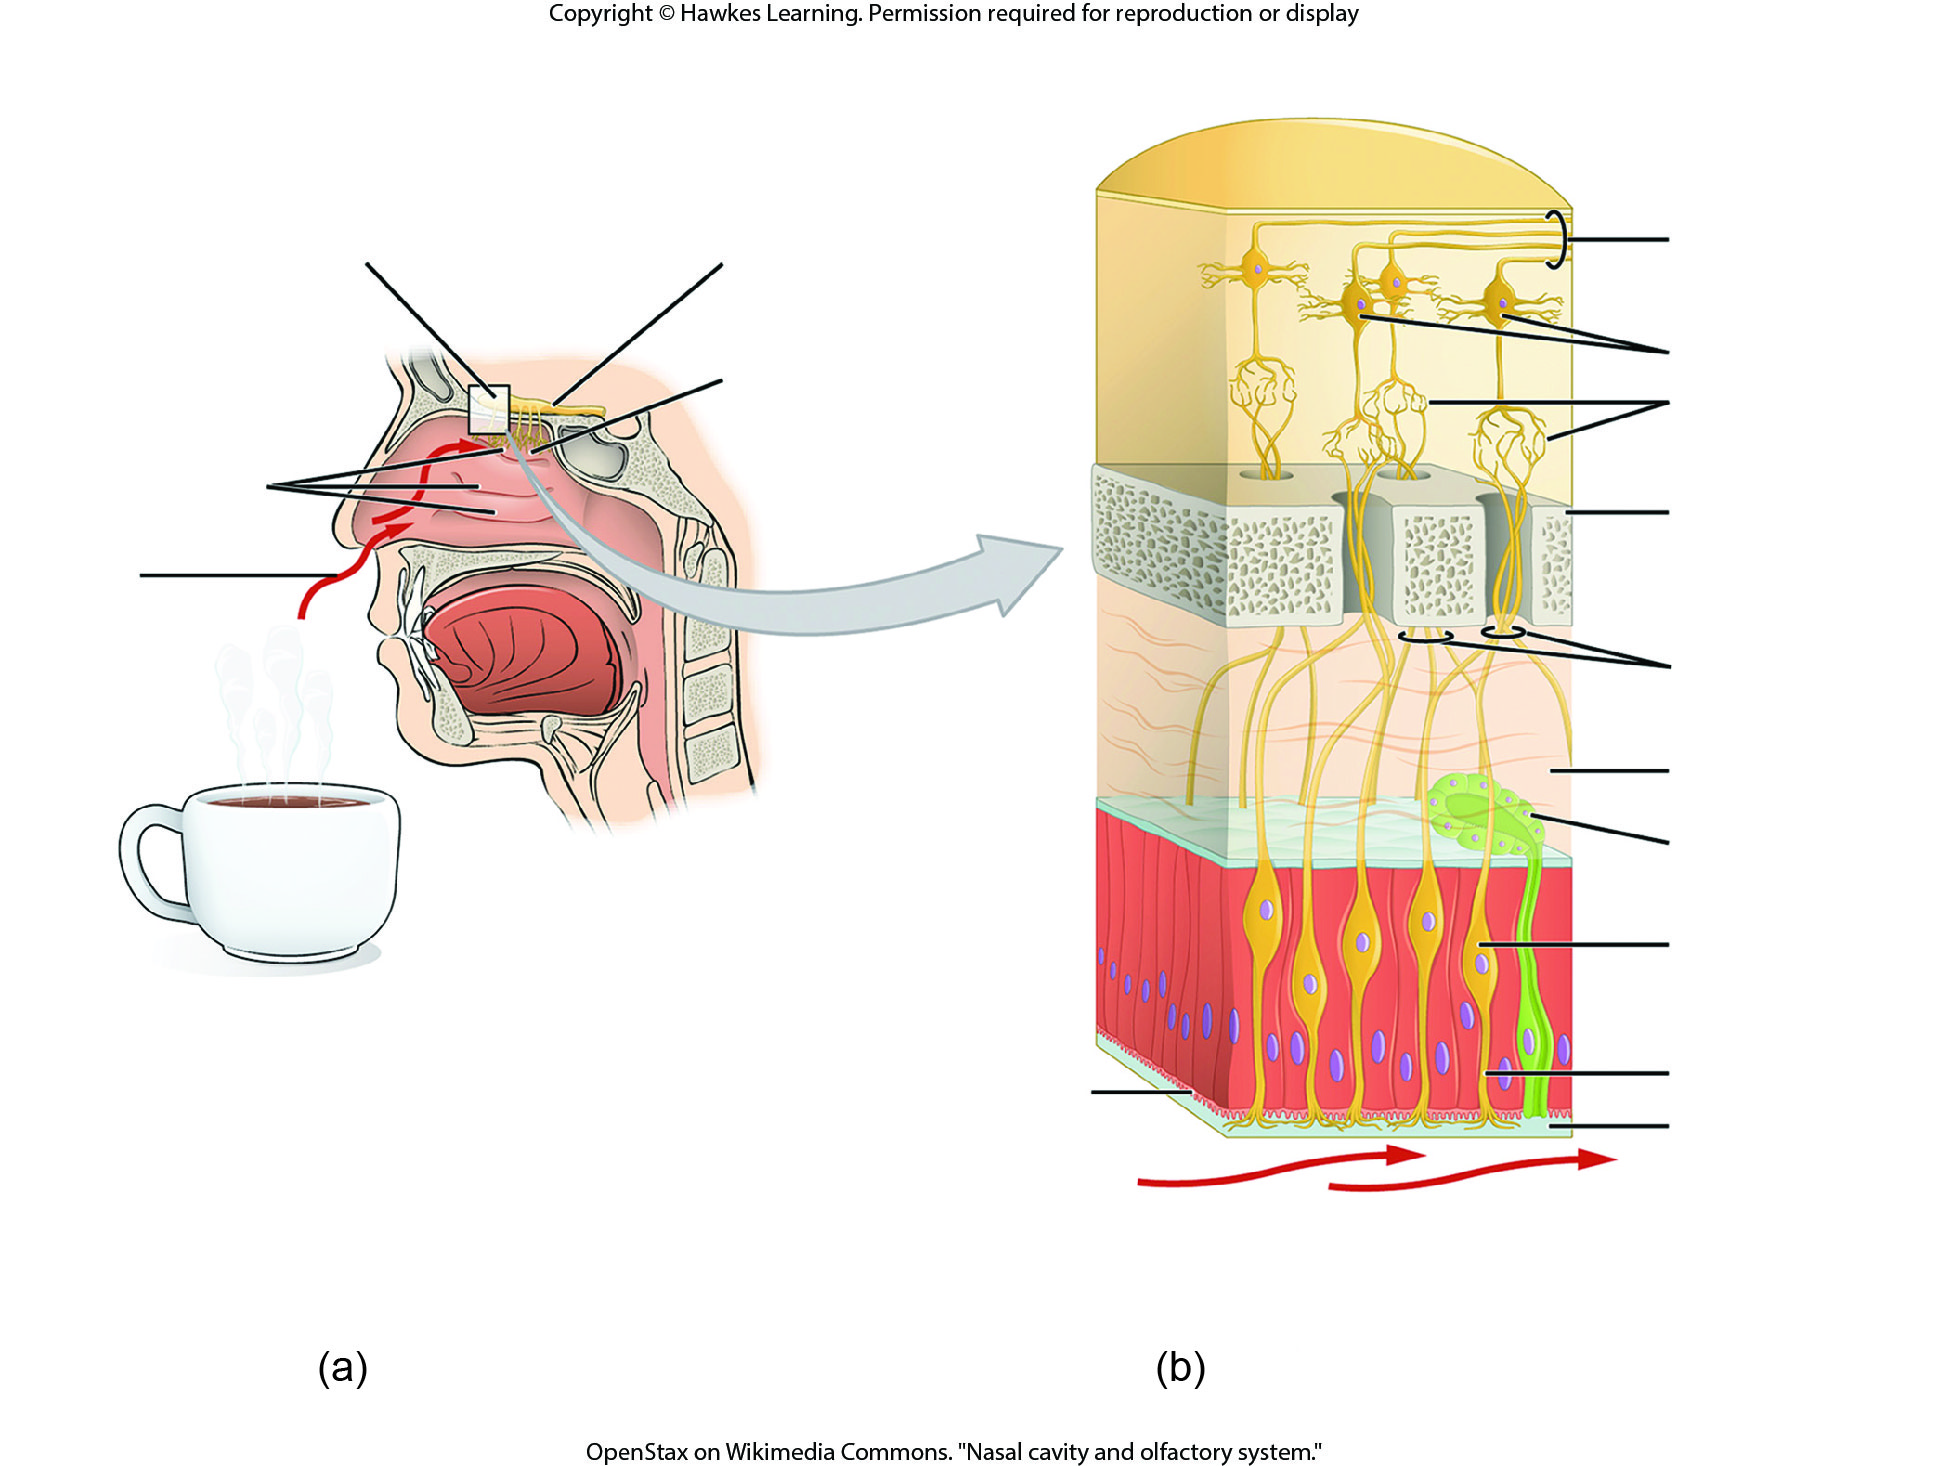 Copyright © Hawkes Learning. Permission required for reproduction or display
(a)
(b)
OpenStax on Wikimedia Commons. "Nasal cavity and olfactory system."